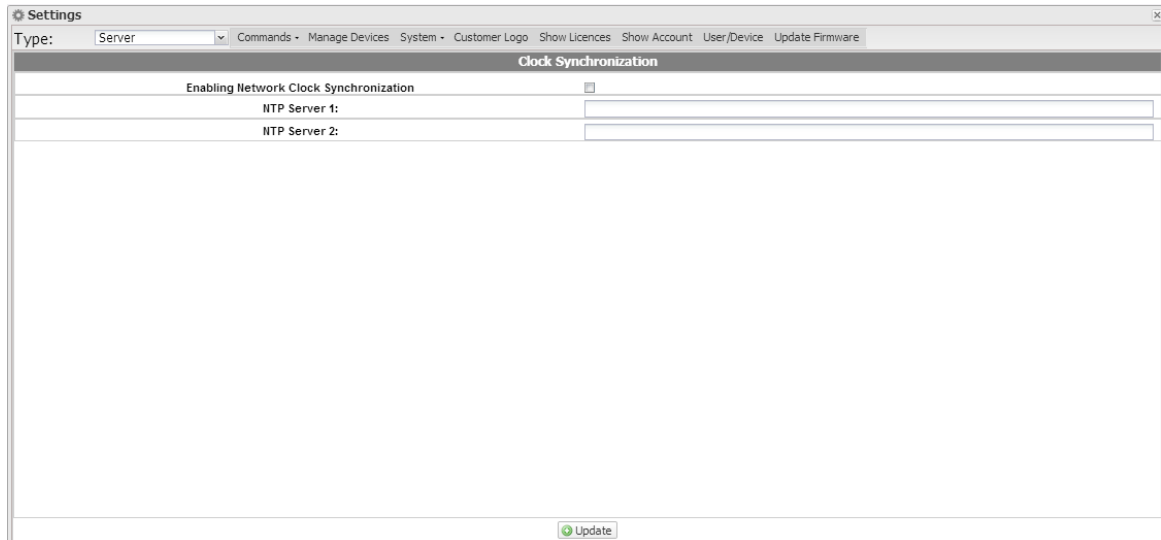 Settings
Type: Server Commands Manage Devices System Customer Logo Show Licences Show Account User/Device Update Firmware
Clock Synchronization
Enabling Network Clock Synchronization
NTP Server 1:
NTP Server 2:
Update